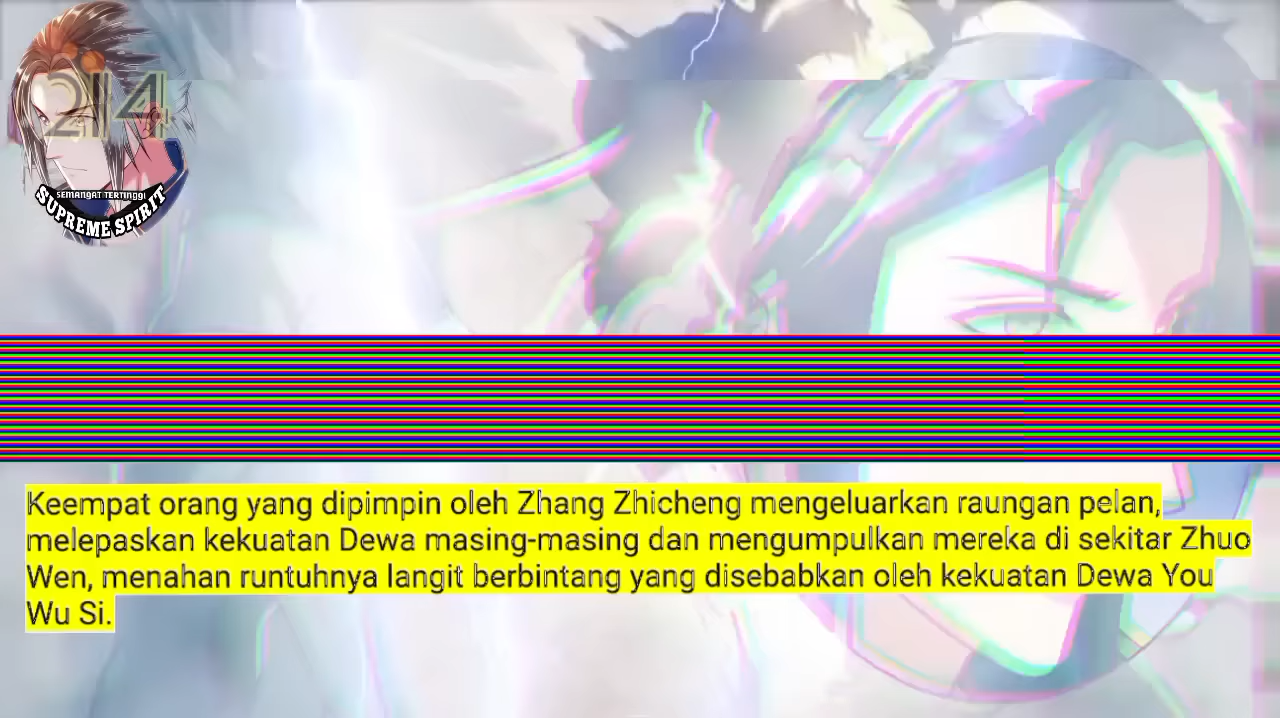 214
SEMANGAT TERTINGGI
SUPREME SPIRIT
Keempat orang yang dipimpin oleh Zhang Zhicheng mengeluarkan raungan pelan,
melepaskan kekuatan Dewa masing-masing dan mengumpulkan mereka di sekitar Zhuo
Wen, menahan runtuhnya langit berbintang yang disebabkan oleh kekuatan Dewa You
Wu Si.